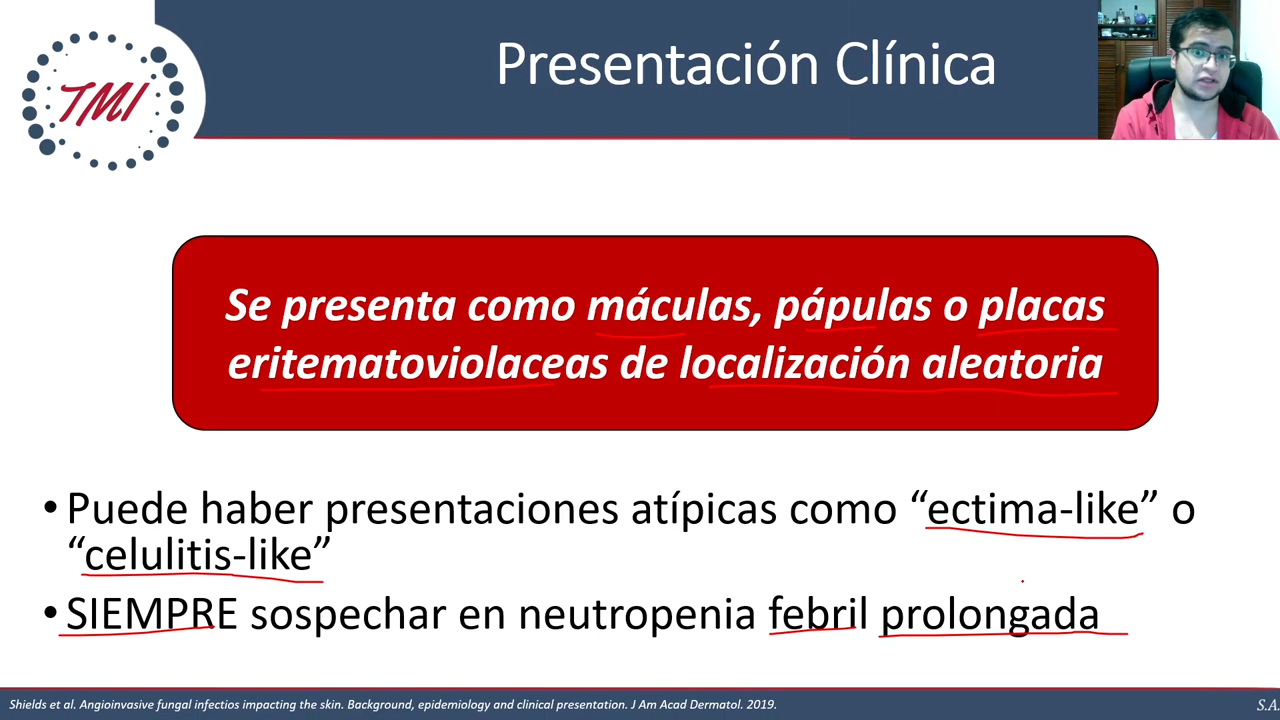 Presentación Clínica
TMI
Se presenta como máculas, pápulas o placas
eritematoviolaceas de localización aleatoria
•Puede haber presentaciones atípicas como “ectima-like” o
“celulitis-like”
•SIEMPRE sospechar en neutropenia febril prolongada
Shields et al. Angioinvasive fungal infectios impacting the skin. Background, epidemiology and clinical presentation. J Am Acad Dermatol. 2019.
S.A.